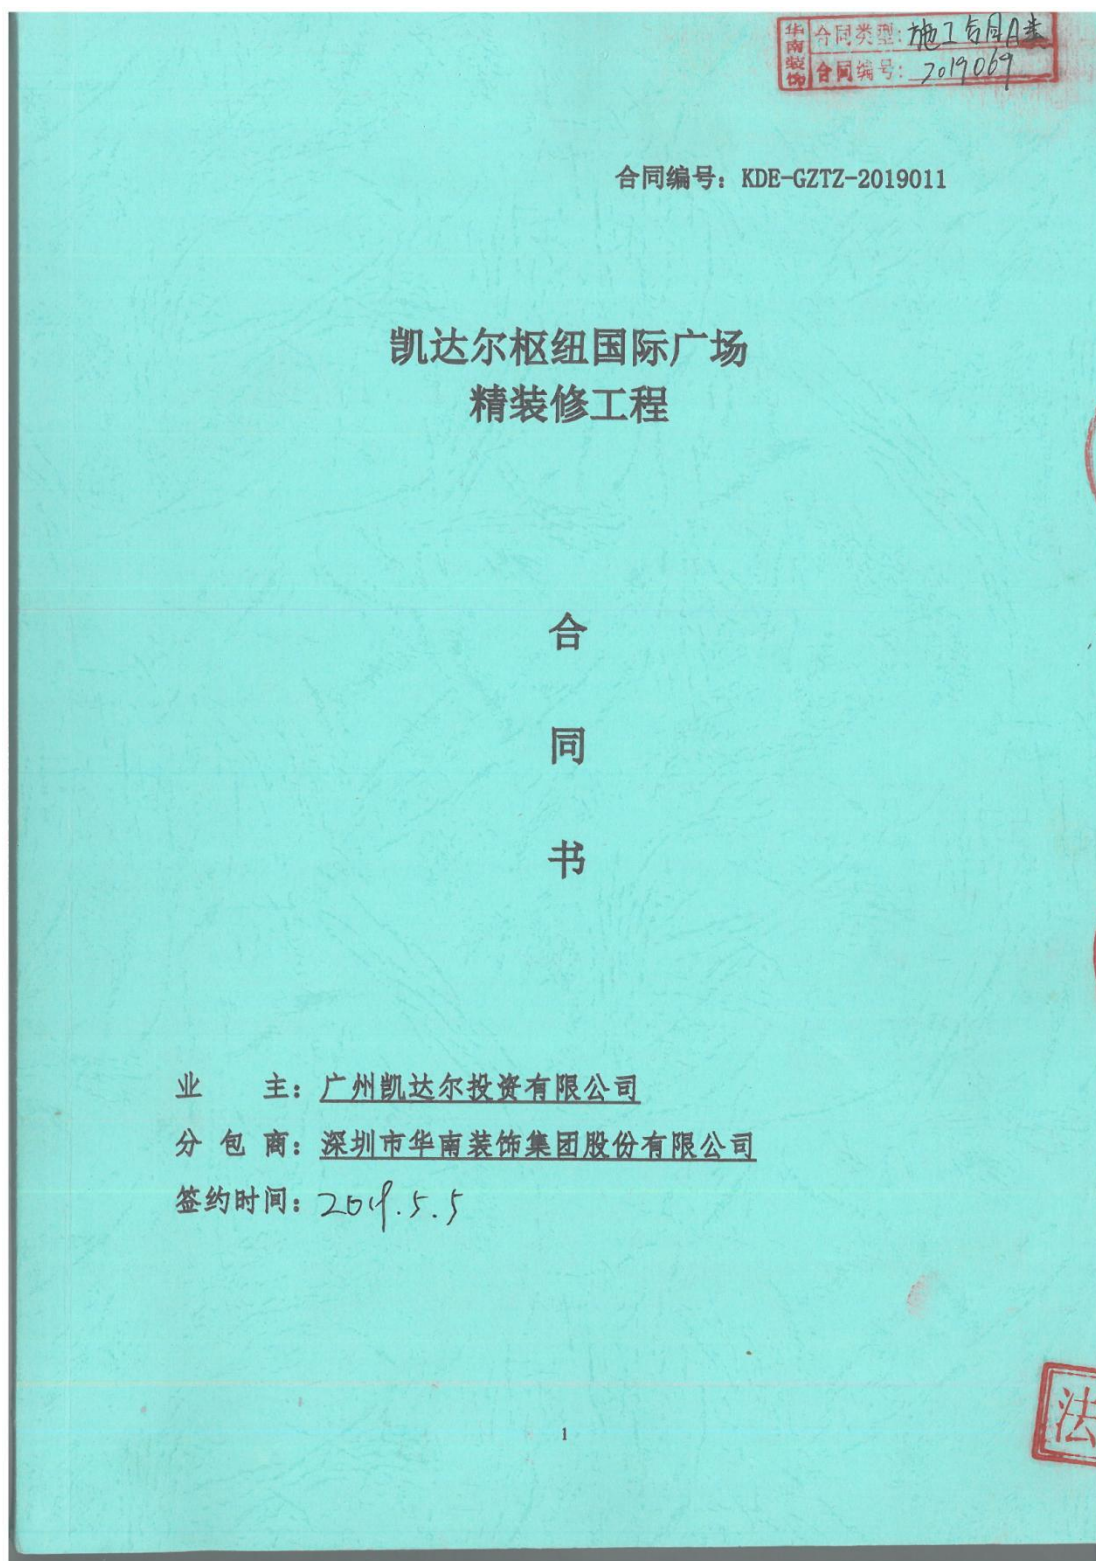 华南装饰
合同类型：施工合同A类
合同编号：2019069
合同编号：KDE-GZTZ-2019011
凯达尔枢纽国际广场
精装修工程
合
同
书
业 主：广州凯达尔投资有限公司
分 包 商：深圳市华南装饰集团股份有限公司
签约时间：2019.5.5
法
1